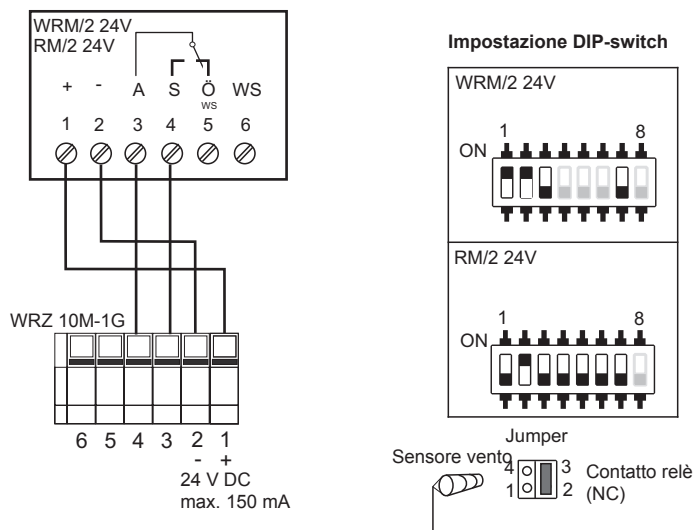 WRM/2 24V
RM/2 24V
+ - A S Ö WS
ws
1 2 3 4 5 6
WRZ 10M-1G
6 5 4 3 2 1
- +
24 V DC
max. 150 mA
Impostazione DIP-switch
WRM/2 24V
1 8
ON
RM/2 24V
1 8
ON
Jumper
Sensore vento
4 3
1 2
Contatto relè
(NC)